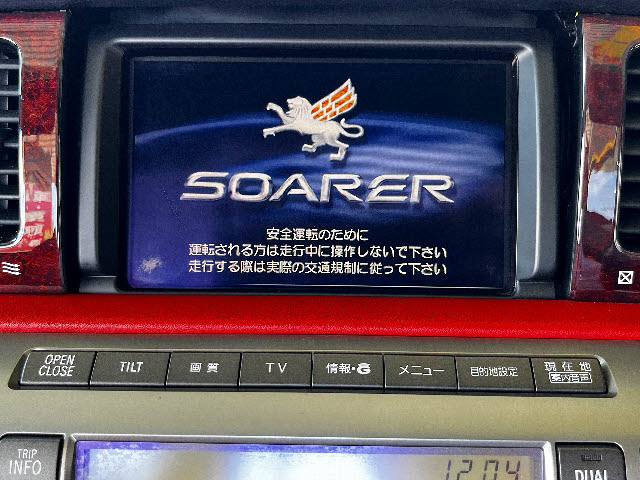 SOARER
安全運転のために
運転される方は走行中に操作しないで下さい
走行する際は実際の交通規制に従って下さい
OPEN
CLOSE
TILT
画質
TV
情報・G
メニュー
目的地設定
現在地
案内音声
TRIP
INFO
12:04
DUAL